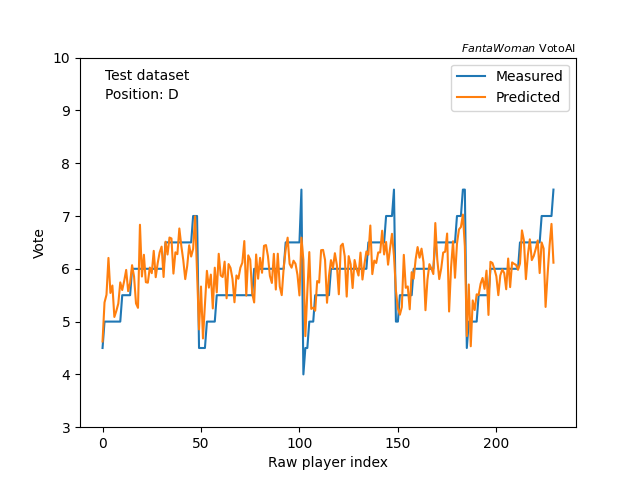 FantaWoman VotoAI
Test dataset
Position: D
Measured
Predicted
Vote
10
9
8
7
6
5
4
3
0
50
100
150
200
Raw player index